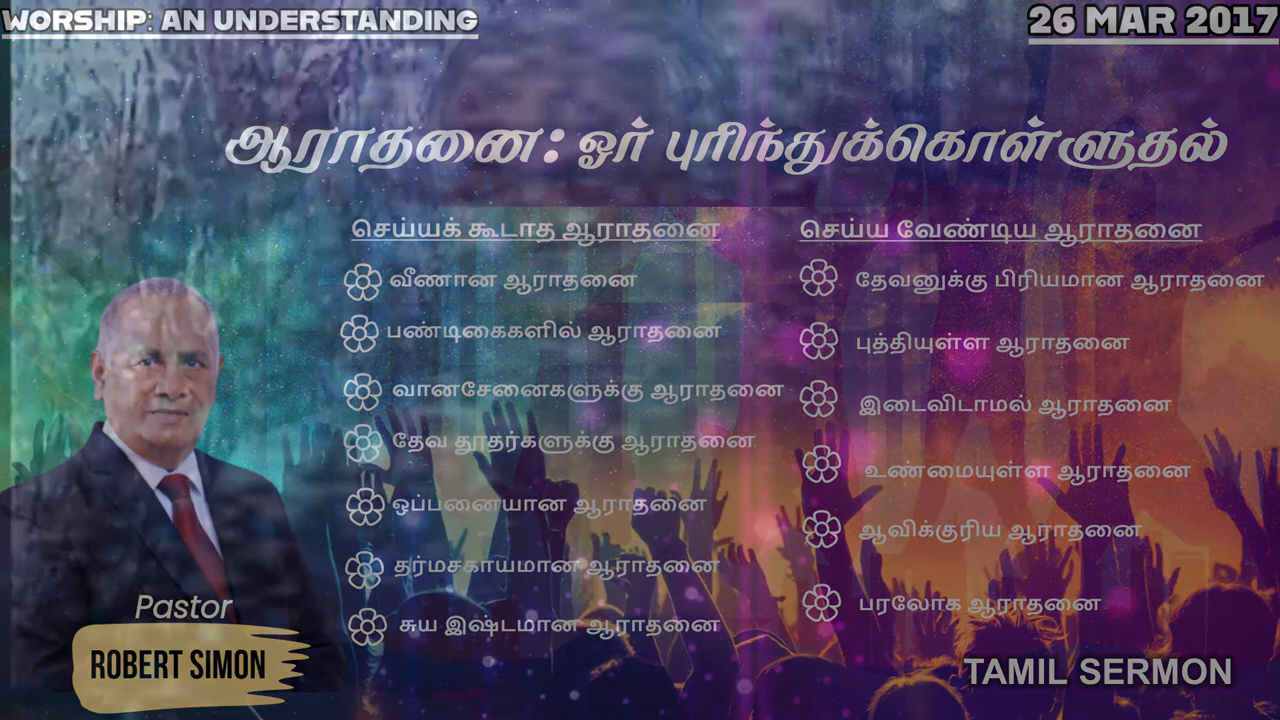 WORSHIP: AN UNDERSTANDING
26 MAR 2017
ஆராதனை: ஓர் புரிந்துக்கொள்ளுதல்
செய்யக் கூடாத ஆராதனை
வீணான ஆராதனை
பண்டிகைகளில் ஆராதனை
வானசேனைகளுக்கு ஆராதனை
தேவ தூதர்களுக்கு ஆராதனை
ஒப்பனையான ஆராதனை
தர்மசகாயமான ஆராதனை
சுய இஷ்டமான ஆராதனை
செய்ய வேண்டிய ஆராதனை
தேவனுக்கு பிரியமான ஆராதனை
புத்தியுள்ள ஆராதனை
இடைவிடாமல் ஆராதனை
உண்மையுள்ள ஆராதனை
ஆவிக்குரிய ஆராதனை
பரலோக ஆராதனை
Pastor
ROBERT SIMON
TAMIL SERMON